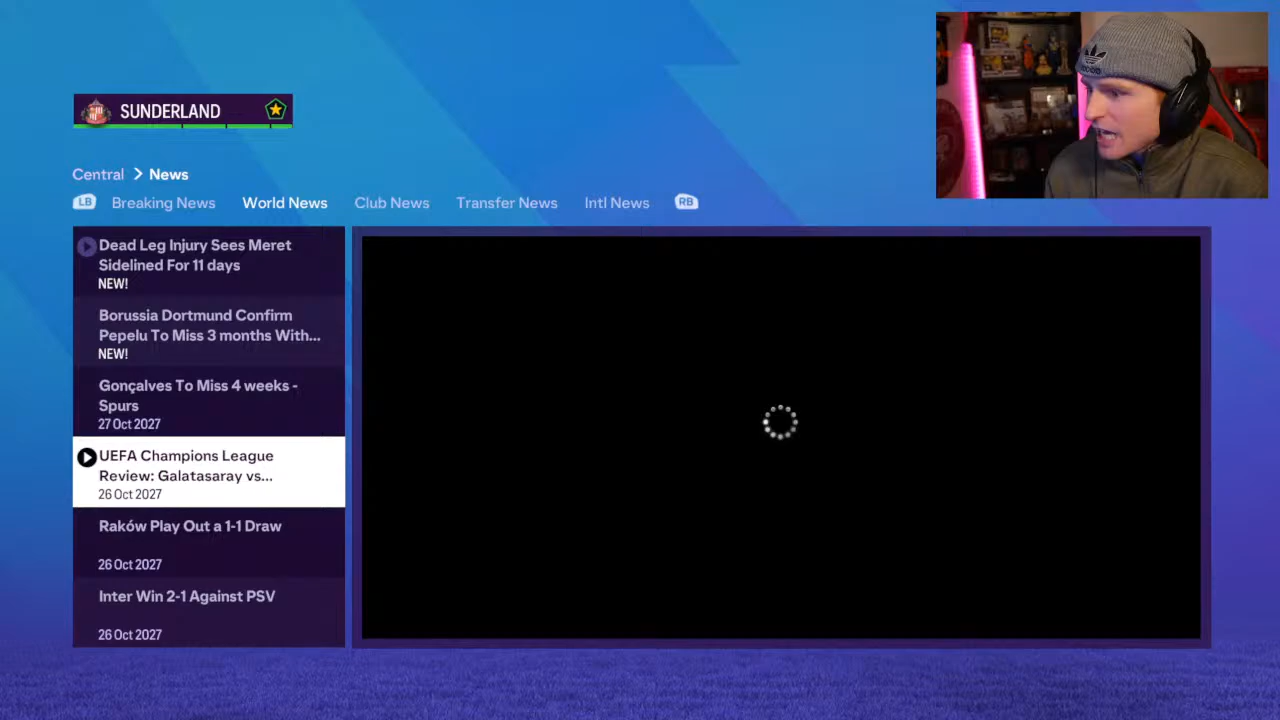 SUNDERLAND
Central > News
LB Breaking News World News Club News Transfer News Intl News RB
Dead Leg Injury Sees Meret
Sidelined For 11 days
NEW!
Borussia Dortmund Confirm
Pepelu To Miss 3 months With...
NEW!
Gonçalves To Miss 4 weeks -
Spurs
27 Oct 2027
UEFA Champions League
Review: Galatasaray vs...
26 Oct 2027
Raków Play Out a 1-1 Draw
26 Oct 2027
Inter Win 2-1 Against PSV
26 Oct 2027